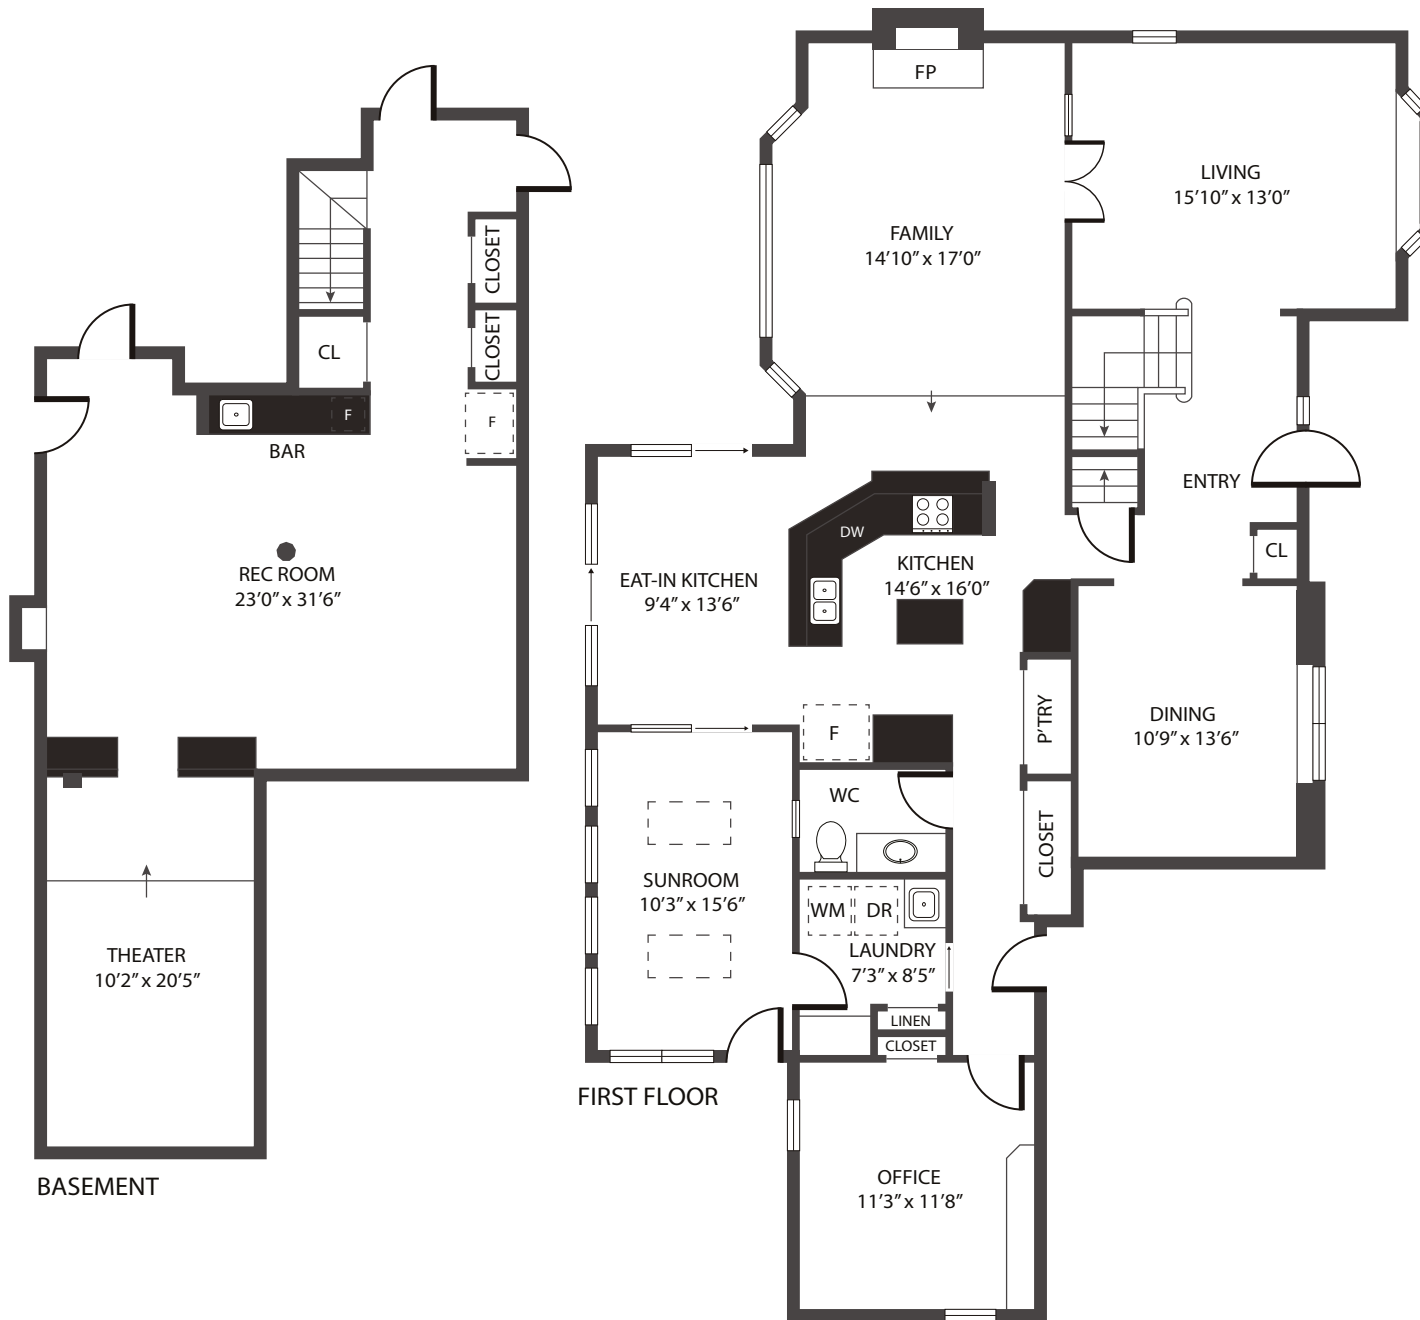 CLOSET
CLOSET
CL
F
F
BAR
REC ROOM
23’0” x 31’6”
THEATER
10’2” x 20’5”
BASEMENT
FP
LIVING
15’10” x 13’0”
FAMILY
14’10” x 17’0”
ENTRY
CL
DW
KITCHEN
14’6” x 16’0”
EAT-IN KITCHEN
9’4” x 13’6”
P’TRY
DINING
10’9” x 13’6”
F
WC
CLOSET
SUNROOM
10’3” x 15’6”
WM
DR
LAUNDRY
7’3” x 8’5”
LINEN
CLOSET
FIRST FLOOR
OFFICE
11’3” x 11’8”